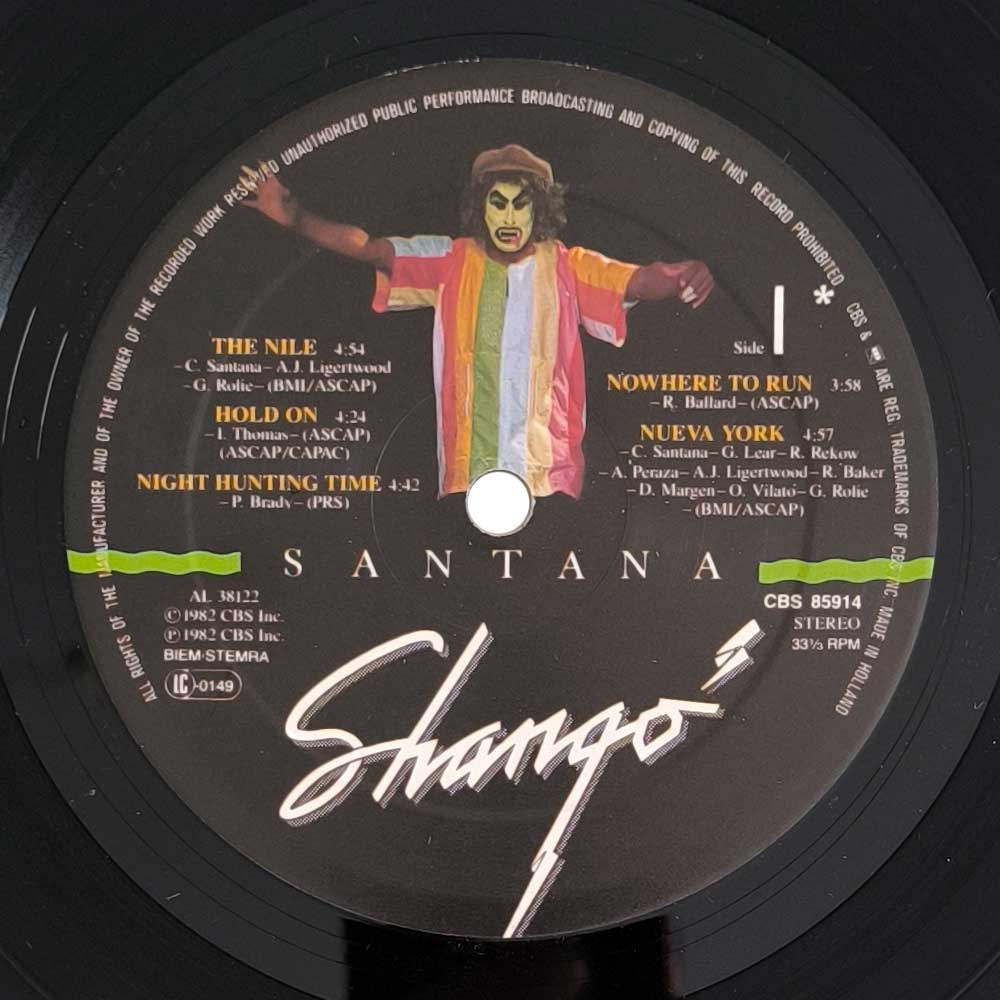 ALL RIGHTS OF THE MANUFACTURER AND OF THE OWNER OF THE RECORDED WORK RESERVED UNAUTHORIZED PUBLIC PERFORMANCE BROADCASTING AND COPYING OF THIS RECORD PROHIBITED CBS & ARE REG. TRADEMARKS OF CBS INC. MADE IN HOLLAND
Side 1 *
THE NILE 4:54
-C. Santana-A.J. Ligertwood
-G. Rolie-(BMI/ASCAP)
HOLD ON 4:24
-I. Thomas-(ASCAP)
(ASCAP/CAPAC)
NIGHT HUNTING TIME 4:42
-P. Brady-(PRS)
NOWHERE TO RUN 3:58
-R. Ballard-(ASCAP)
NUEVA YORK 4:57
-C. Santana-G. Lear-R. Rekow
-A. Peraza-A.J. Ligertwood-R. Baker
-D. Margen-O. Vilato-G. Rolie
-(BMI/ASCAP)
SANTANA
AL 38122
Ⓒ1982 CBS Inc.
Ⓟ1982 CBS Inc.
BIEM·STEMRA
LC-0149
CBS 85914
STEREO
33⅓ RPM
Shangó